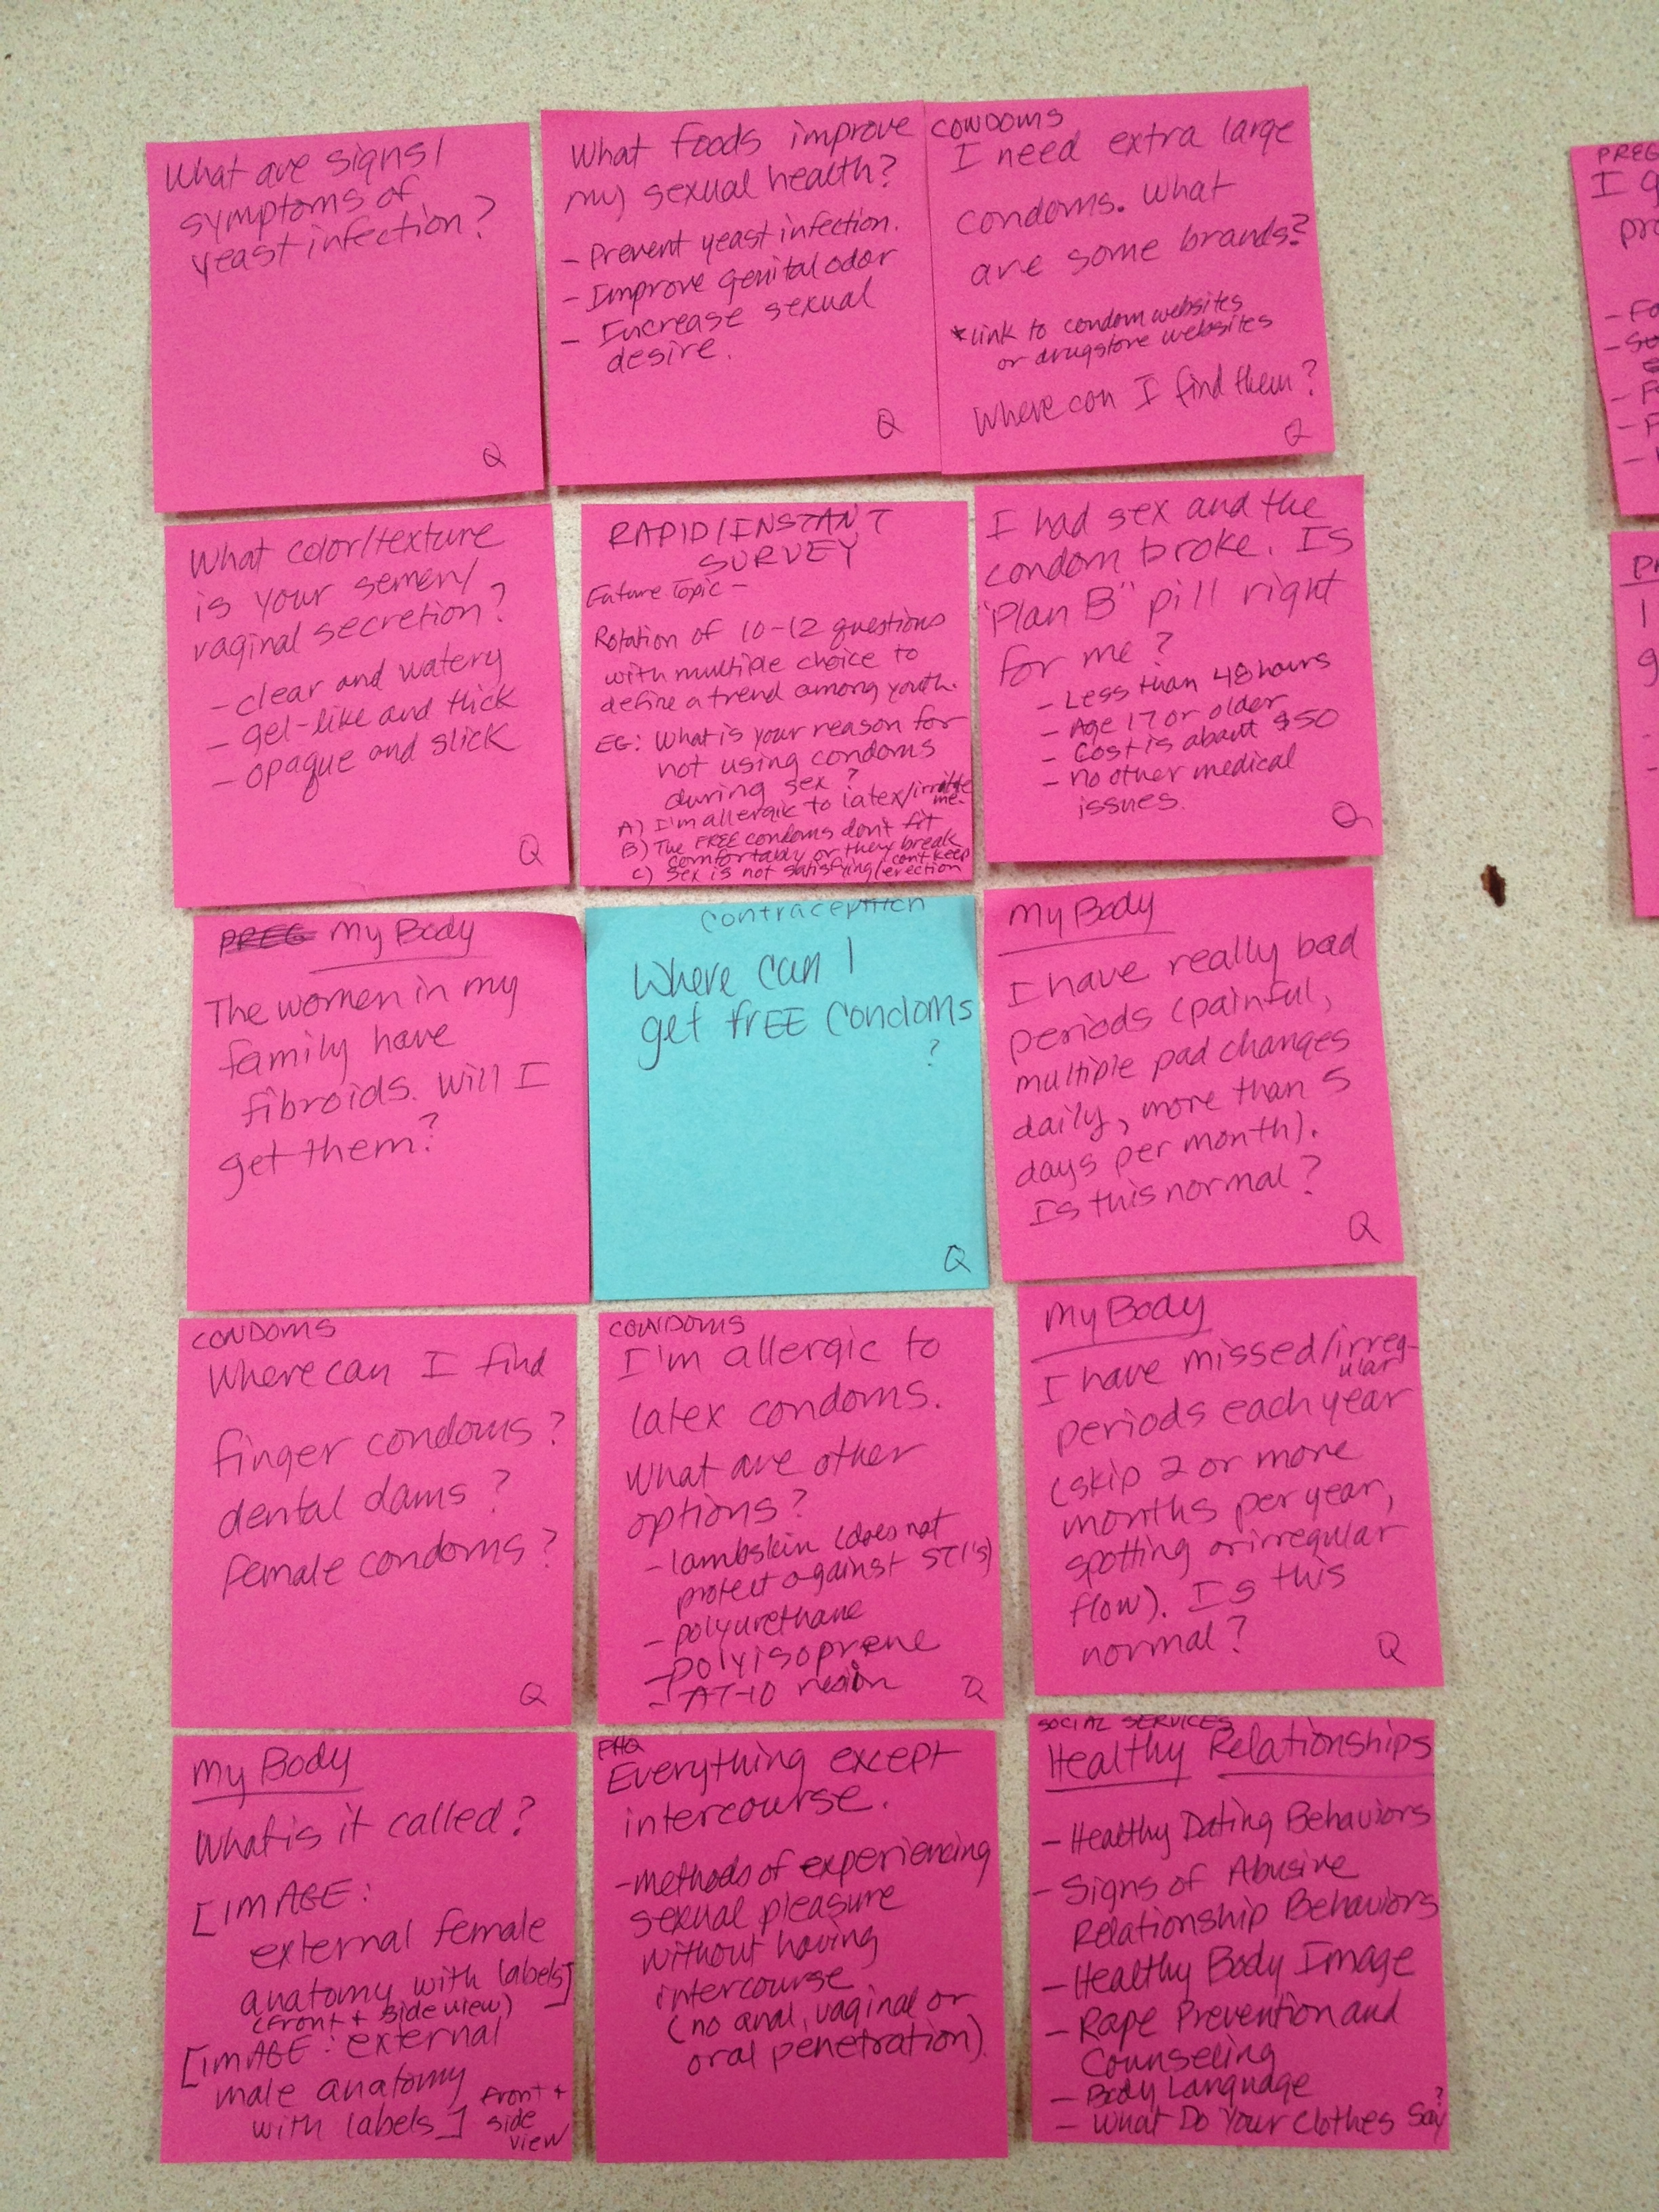 What are signs/
symptoms of
yeast infection?
Q
What foods improve
my sexual health?
- Prevent yeast infection.
- Improve genital odor
- Increase sexual
desire.
Q
CONDOMS
I need extra large
condoms. What
are some brands?
*link to condom websites
or drugstore websites
Where can I find them?
Q
What color/texture
is your semen/
vaginal secretion?
- clear and watery
- gel-like and thick
- opaque and slick
Q
RAPID/INSTANT
SURVEY
Future Topic -
Rotation of 10-12 questions
with multiple choice to
define a trend among youth.
EG: What is your reason for
not using condoms
during sex?
A) I'm allergic to latex/irritate
me.
B) The FREE condoms don't fit
comfortably or they break
C) Sex is not satisfying/can't keep
erection
I had sex and the
condom broke. Is
"Plan B" pill right
for me?
- Less than 48 hours
- Age 17 or older
- Cost is about $50
- no other medical
issues.
Q
PREG My Body
The women in my
family have
fibroids. Will I
get them?
contraception
Where can I
get frEE condoms
?
Q
My Body
I have really bad
periods (painful,
multiple pad changes
daily, more than 5
days per month).
Is this normal?
Q
CONDOMS
Where can I find
finger condoms?
dental dams?
female condoms?
Q
CONDOMS
I'm allergic to
latex condoms.
What are other
options?
- lambskin (does not
protect against STI's)
- polyurethane
- polyisoprene
- AT-10 resin
Q
My Body
I have missed/irreg-
ular
periods each year
(skip 2 or more
months per year,
spotting or irregular
flow). Is this
normal?
Q
My Body
What is it called?
[IMAGE:
external female
anatomy with labels]
(front + side view)
[IMAGE: external
male anatomy
with labels] front +
side
view
FAQ
Everything except
intercourse.
- methods of experiencing
sexual pleasure
without having
intercourse
(no anal, vaginal or
oral penetration)
SOCIAL SERVICES
Healthy Relationships
- Healthy Dating Behaviors
- Signs of Abusive
Relationship Behaviors
- Healthy Body Image
- Rape Prevention and
Counseling
- Body Language
- What Do Your Clothes Say?
PREG
I